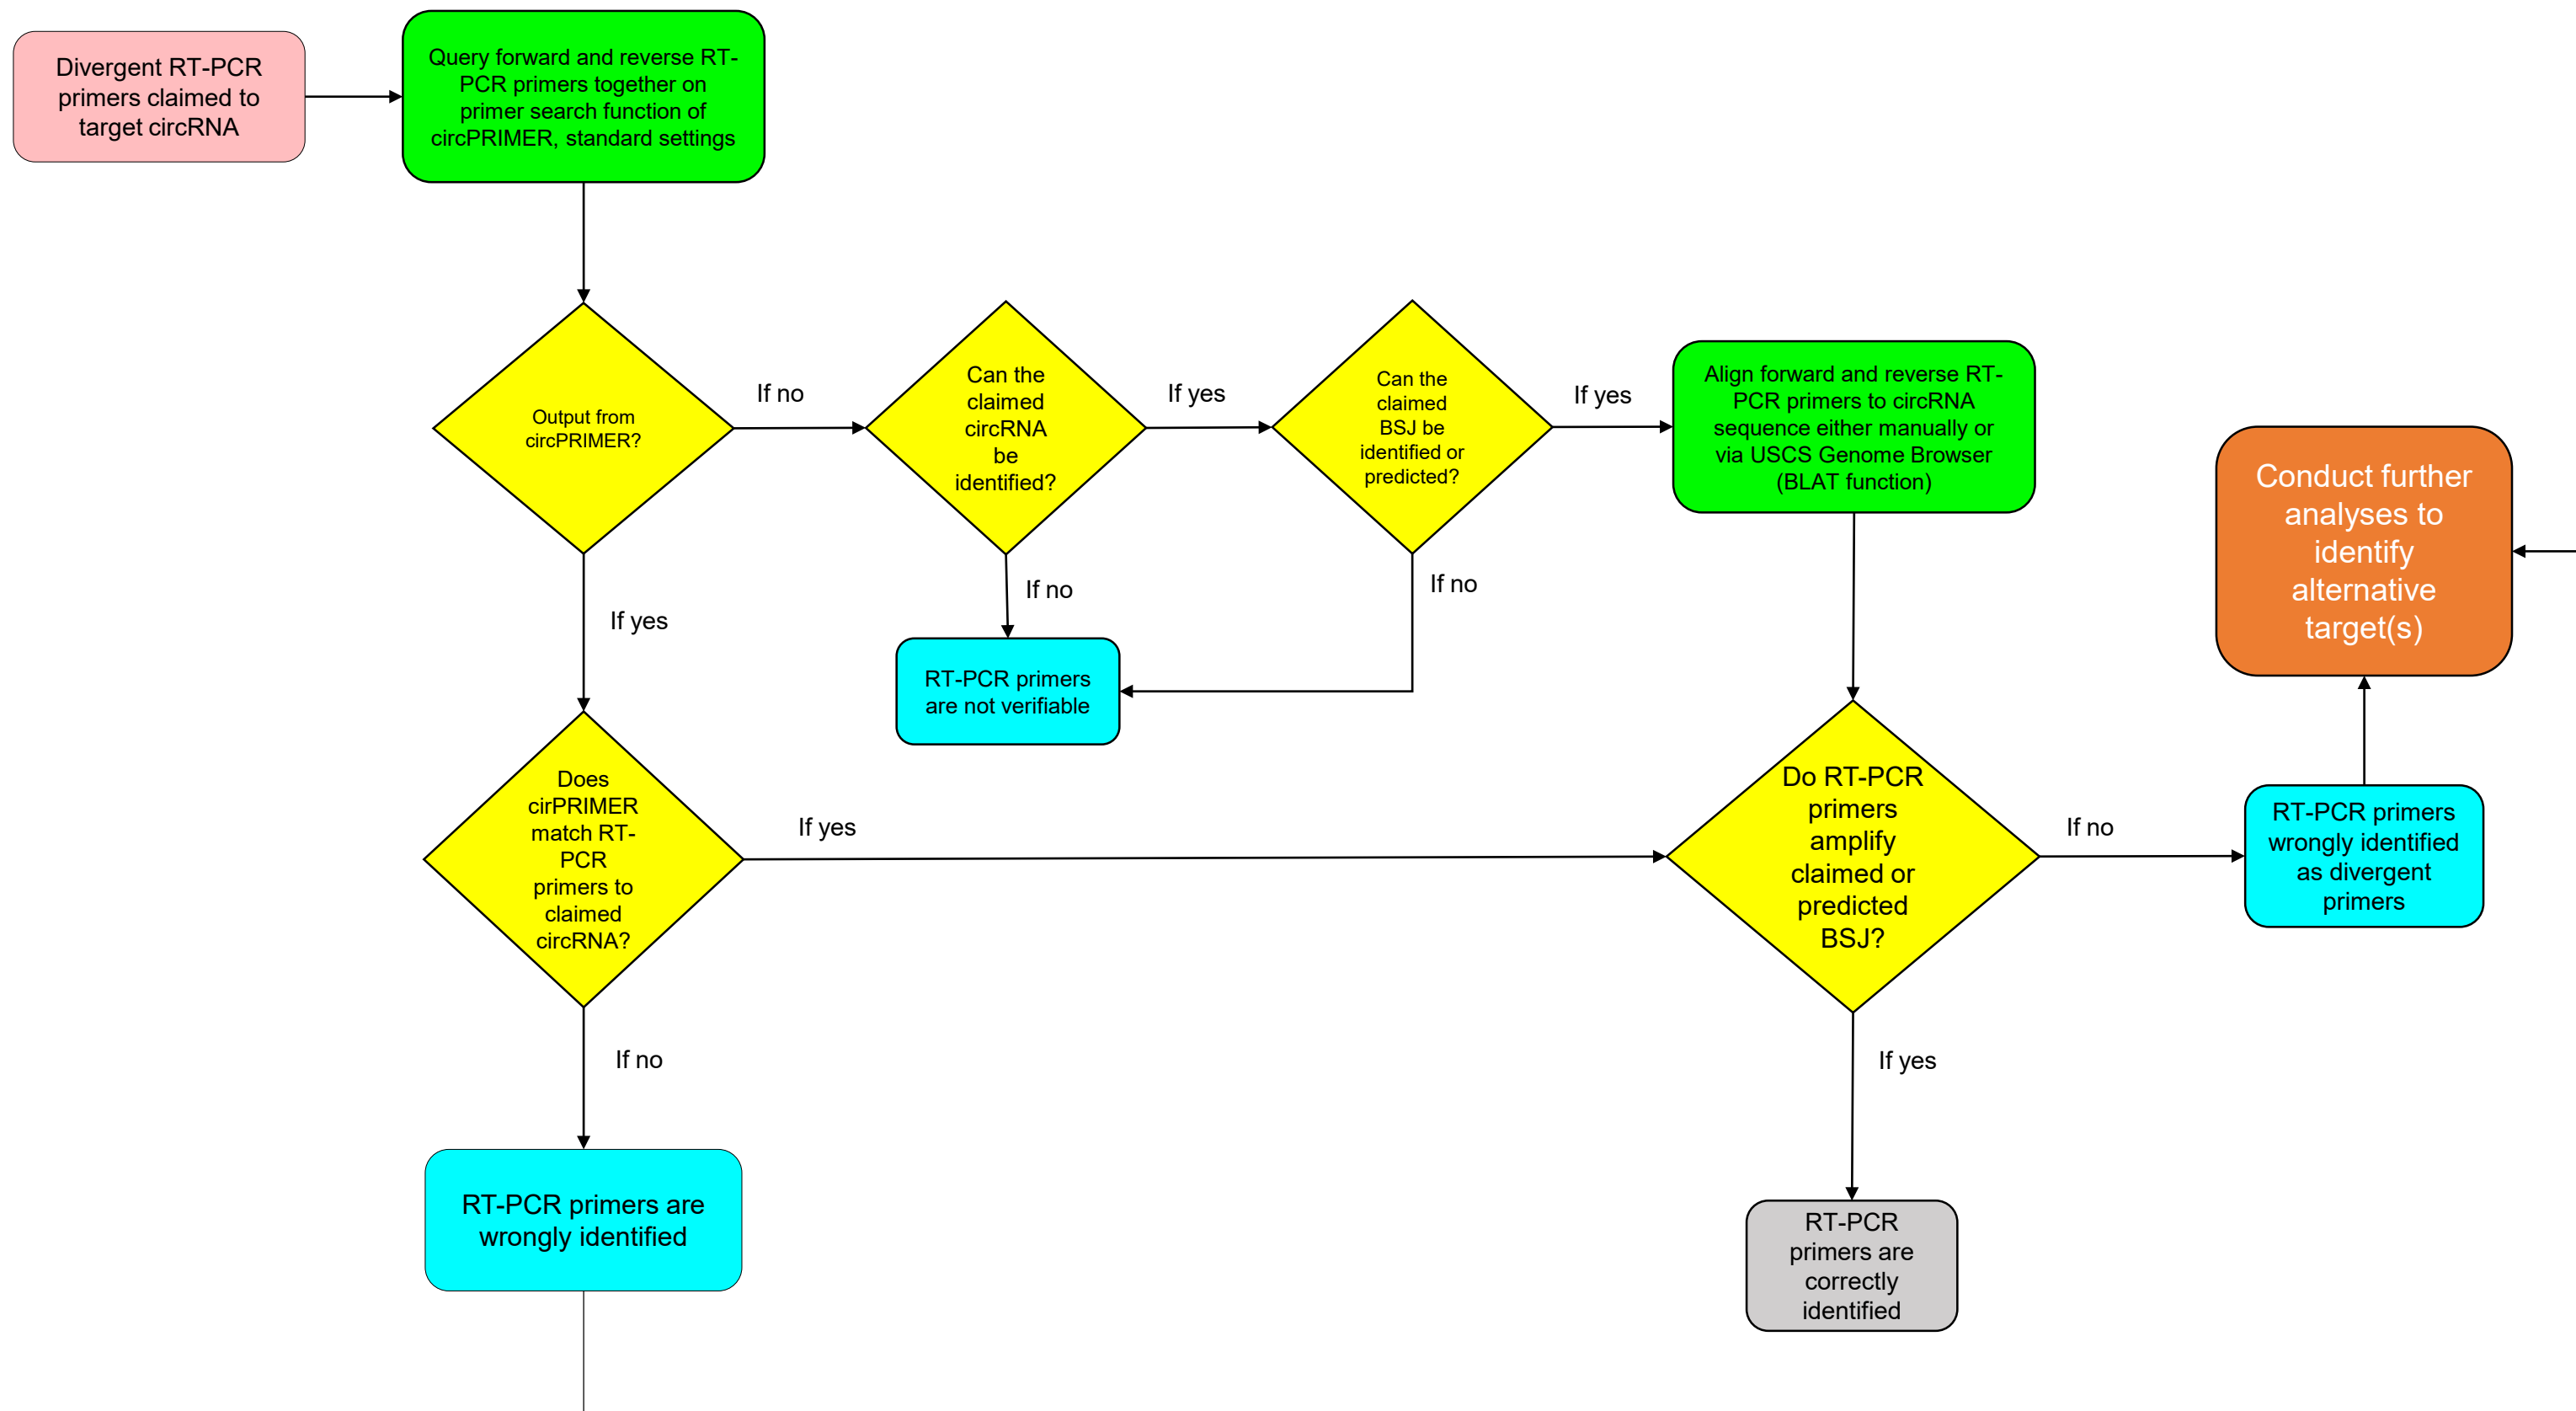 Divergent RT-PCR
primers claimed to
target circRNA
Query forward and reverse RT-
PCR primers together on
primer search function of
circPRIMER, standard settings
Output from
circPRIMER?
If no
Can the
claimed
circRNA
be
identified?
If yes
Can the
claimed
BSJ be
identified or
predicted?
If yes
Align forward and reverse RT-
PCR primers to circRNA
sequence either manually or
via USCS Genome Browser
(BLAT function)
Conduct further
analyses to
identify
alternative
target(s)
If no
If no
If yes
RT-PCR primers
are not verifiable
Does
cirPRIMER
match RT-
PCR
primers to
claimed
circRNA?
If yes
Do RT-PCR
primers
amplify
claimed or
predicted
BSJ?
If no
RT-PCR primers
wrongly identified
as divergent
primers
If no
If yes
RT-PCR primers are
wrongly identified
RT-PCR
primers are
correctly
identified